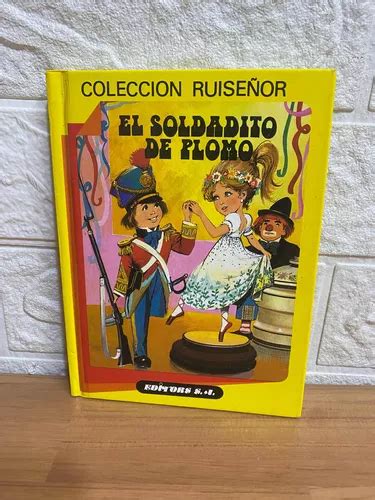 COLECCION RUISEÑOR
EL SOLDADITO
DE PLOMO
EDITORS S.A.